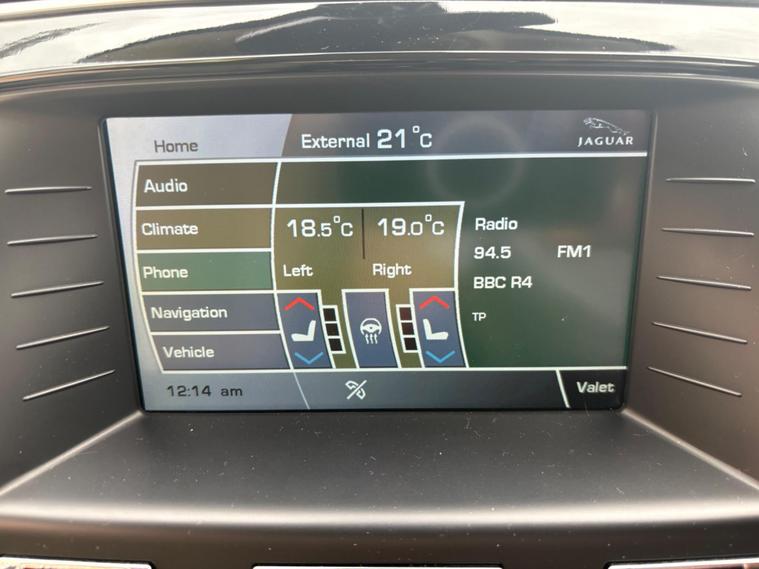 Home
External 21°C
JAGUAR
Audio
Climate
18.5°C
19.0°C
Radio
94.5
FM1
Phone
Left
Right
BBC R4
Navigation
TP
Vehicle
12:14 am
Valet